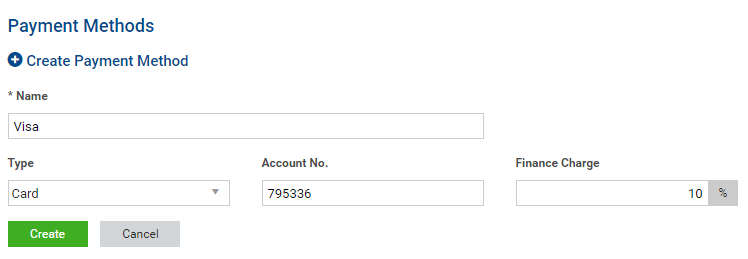 Payment Methods
Create Payment Method
* Name
Visa
Type Account No. Finance Charge
Card 795336 10 %
Create Cancel